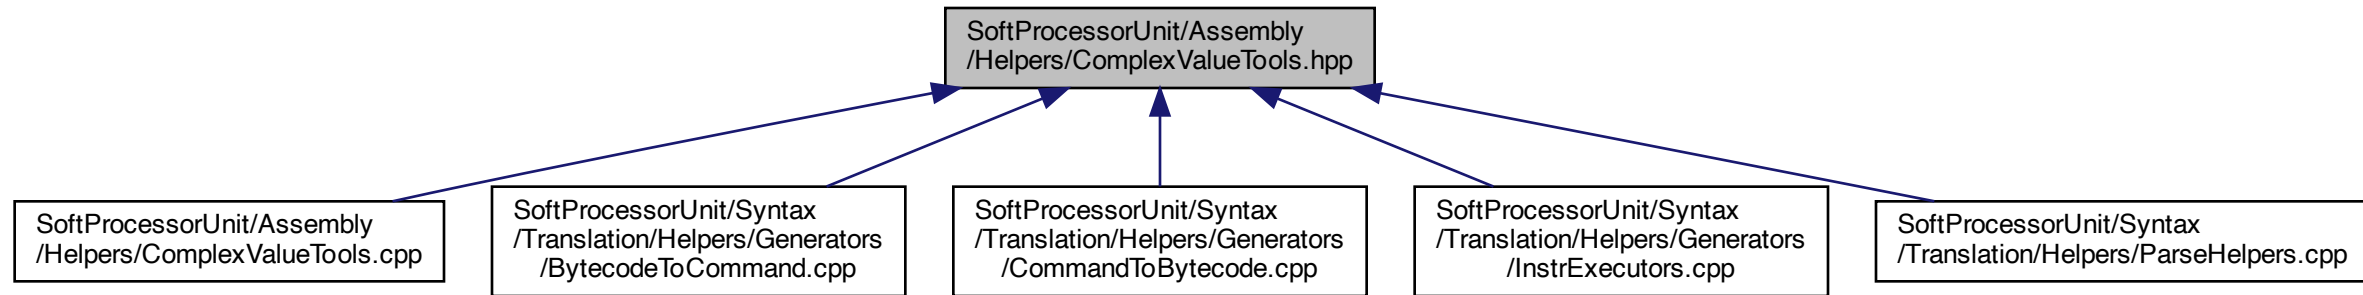 SoftProcessorUnit/Assembly
/Helpers/ComplexValueTools.hpp
SoftProcessorUnit/Assembly
/Helpers/ComplexValueTools.cpp
SoftProcessorUnit/Syntax
/Translation/Helpers/Generators
/BytecodeToCommand.cpp
SoftProcessorUnit/Syntax
/Translation/Helpers/Generators
/CommandToBytecode.cpp
SoftProcessorUnit/Syntax
/Translation/Helpers/Generators
/InstrExecutors.cpp
SoftProcessorUnit/Syntax
/Translation/Helpers/ParseHelpers.cpp